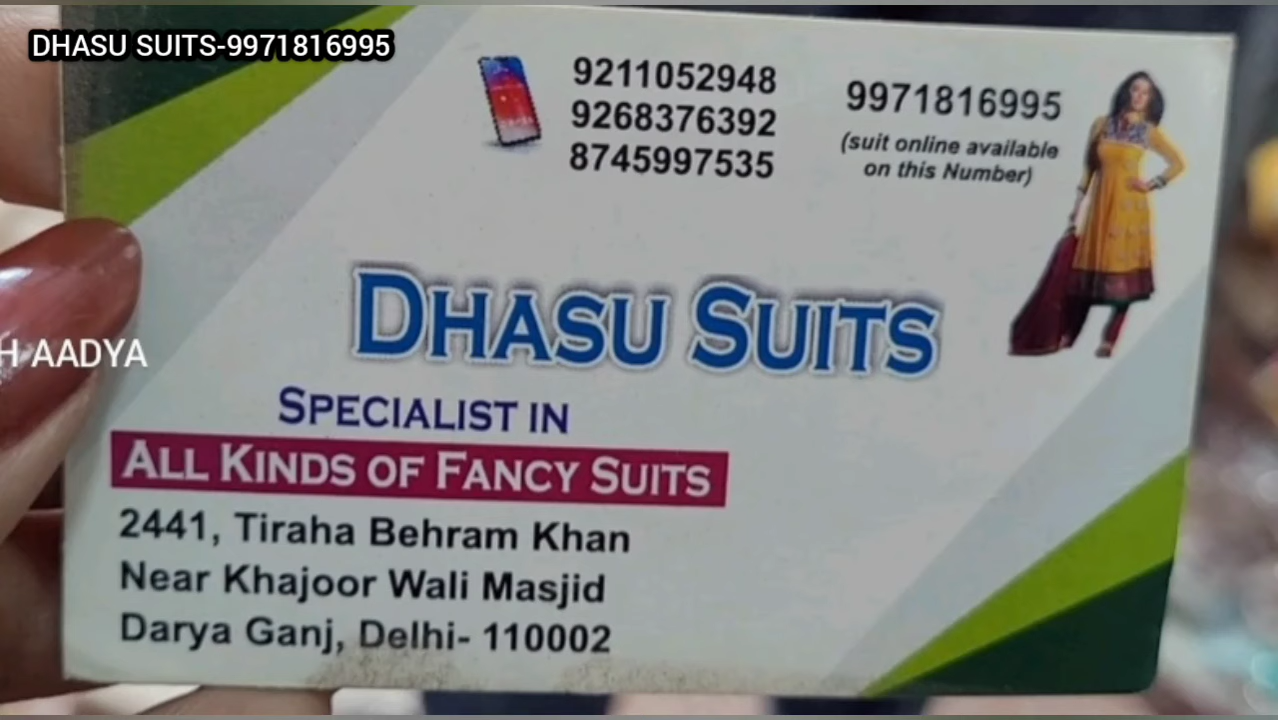 DHASU SUITS-9971816995
9211052948
9268376392
8745997535
9971816995
(suit online available
on this Number)
H AADYA
DHASU SUITS
SPECIALIST IN
ALL KINDS OF FANCY SUITS
2441, Tiraha Behram Khan
Near Khajoor Wali Masjid
Darya Ganj, Delhi- 110002